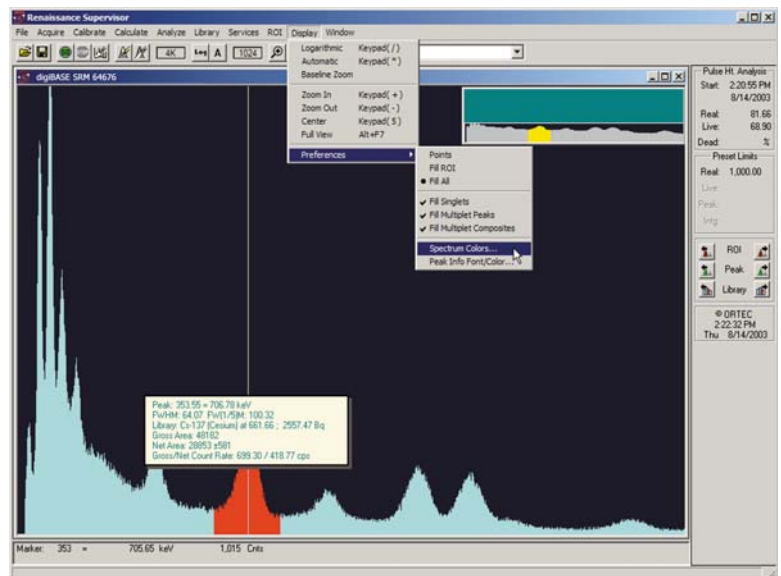 Renaissance Supervisor
File Acquire Calibrate Calculate Analyze Library Services ROI Display Window
4K Log A 1024
Logarithmic Keypad( / )
Automatic Keypad( * )
Baseline Zoom
Zoom In Keypad( + )
Zoom Out Keypad( - )
Center Keypad( 5 )
Full View Alt+F7
Preferences
Points
Fill ROI
Fill All
Fill Singlets
Fill Multiplet Peaks
Fill Multiplet Composites
Spectrum Colors...
Peak Info Font/Color...
digiBASE SRM 64676
Peak: 353.55 = 706.78 keV
FWHM: 64.07 FW(1/5)M: 100.32
Library: Cs-137 (Cesium) at 661.66 ; 2557.47 Bq
Gross Area: 48182
Net Area: 28853 ±581
Gross/Net Count Rate: 699.30 / 418.77 cps
Marker: 353 = 705.65 keV 1,015 Cnts
Pulse Ht. Analysis
Start: 2:20:55 PM
8/14/2003
Real: 81.66
Live: 68.90
Dead: %
Preset Limits
Real: 1,000.00
Live:
Peak:
Intg:
ROI
Peak
Library
© ORTEC
2:22:32 PM
Thu 8/14/2003